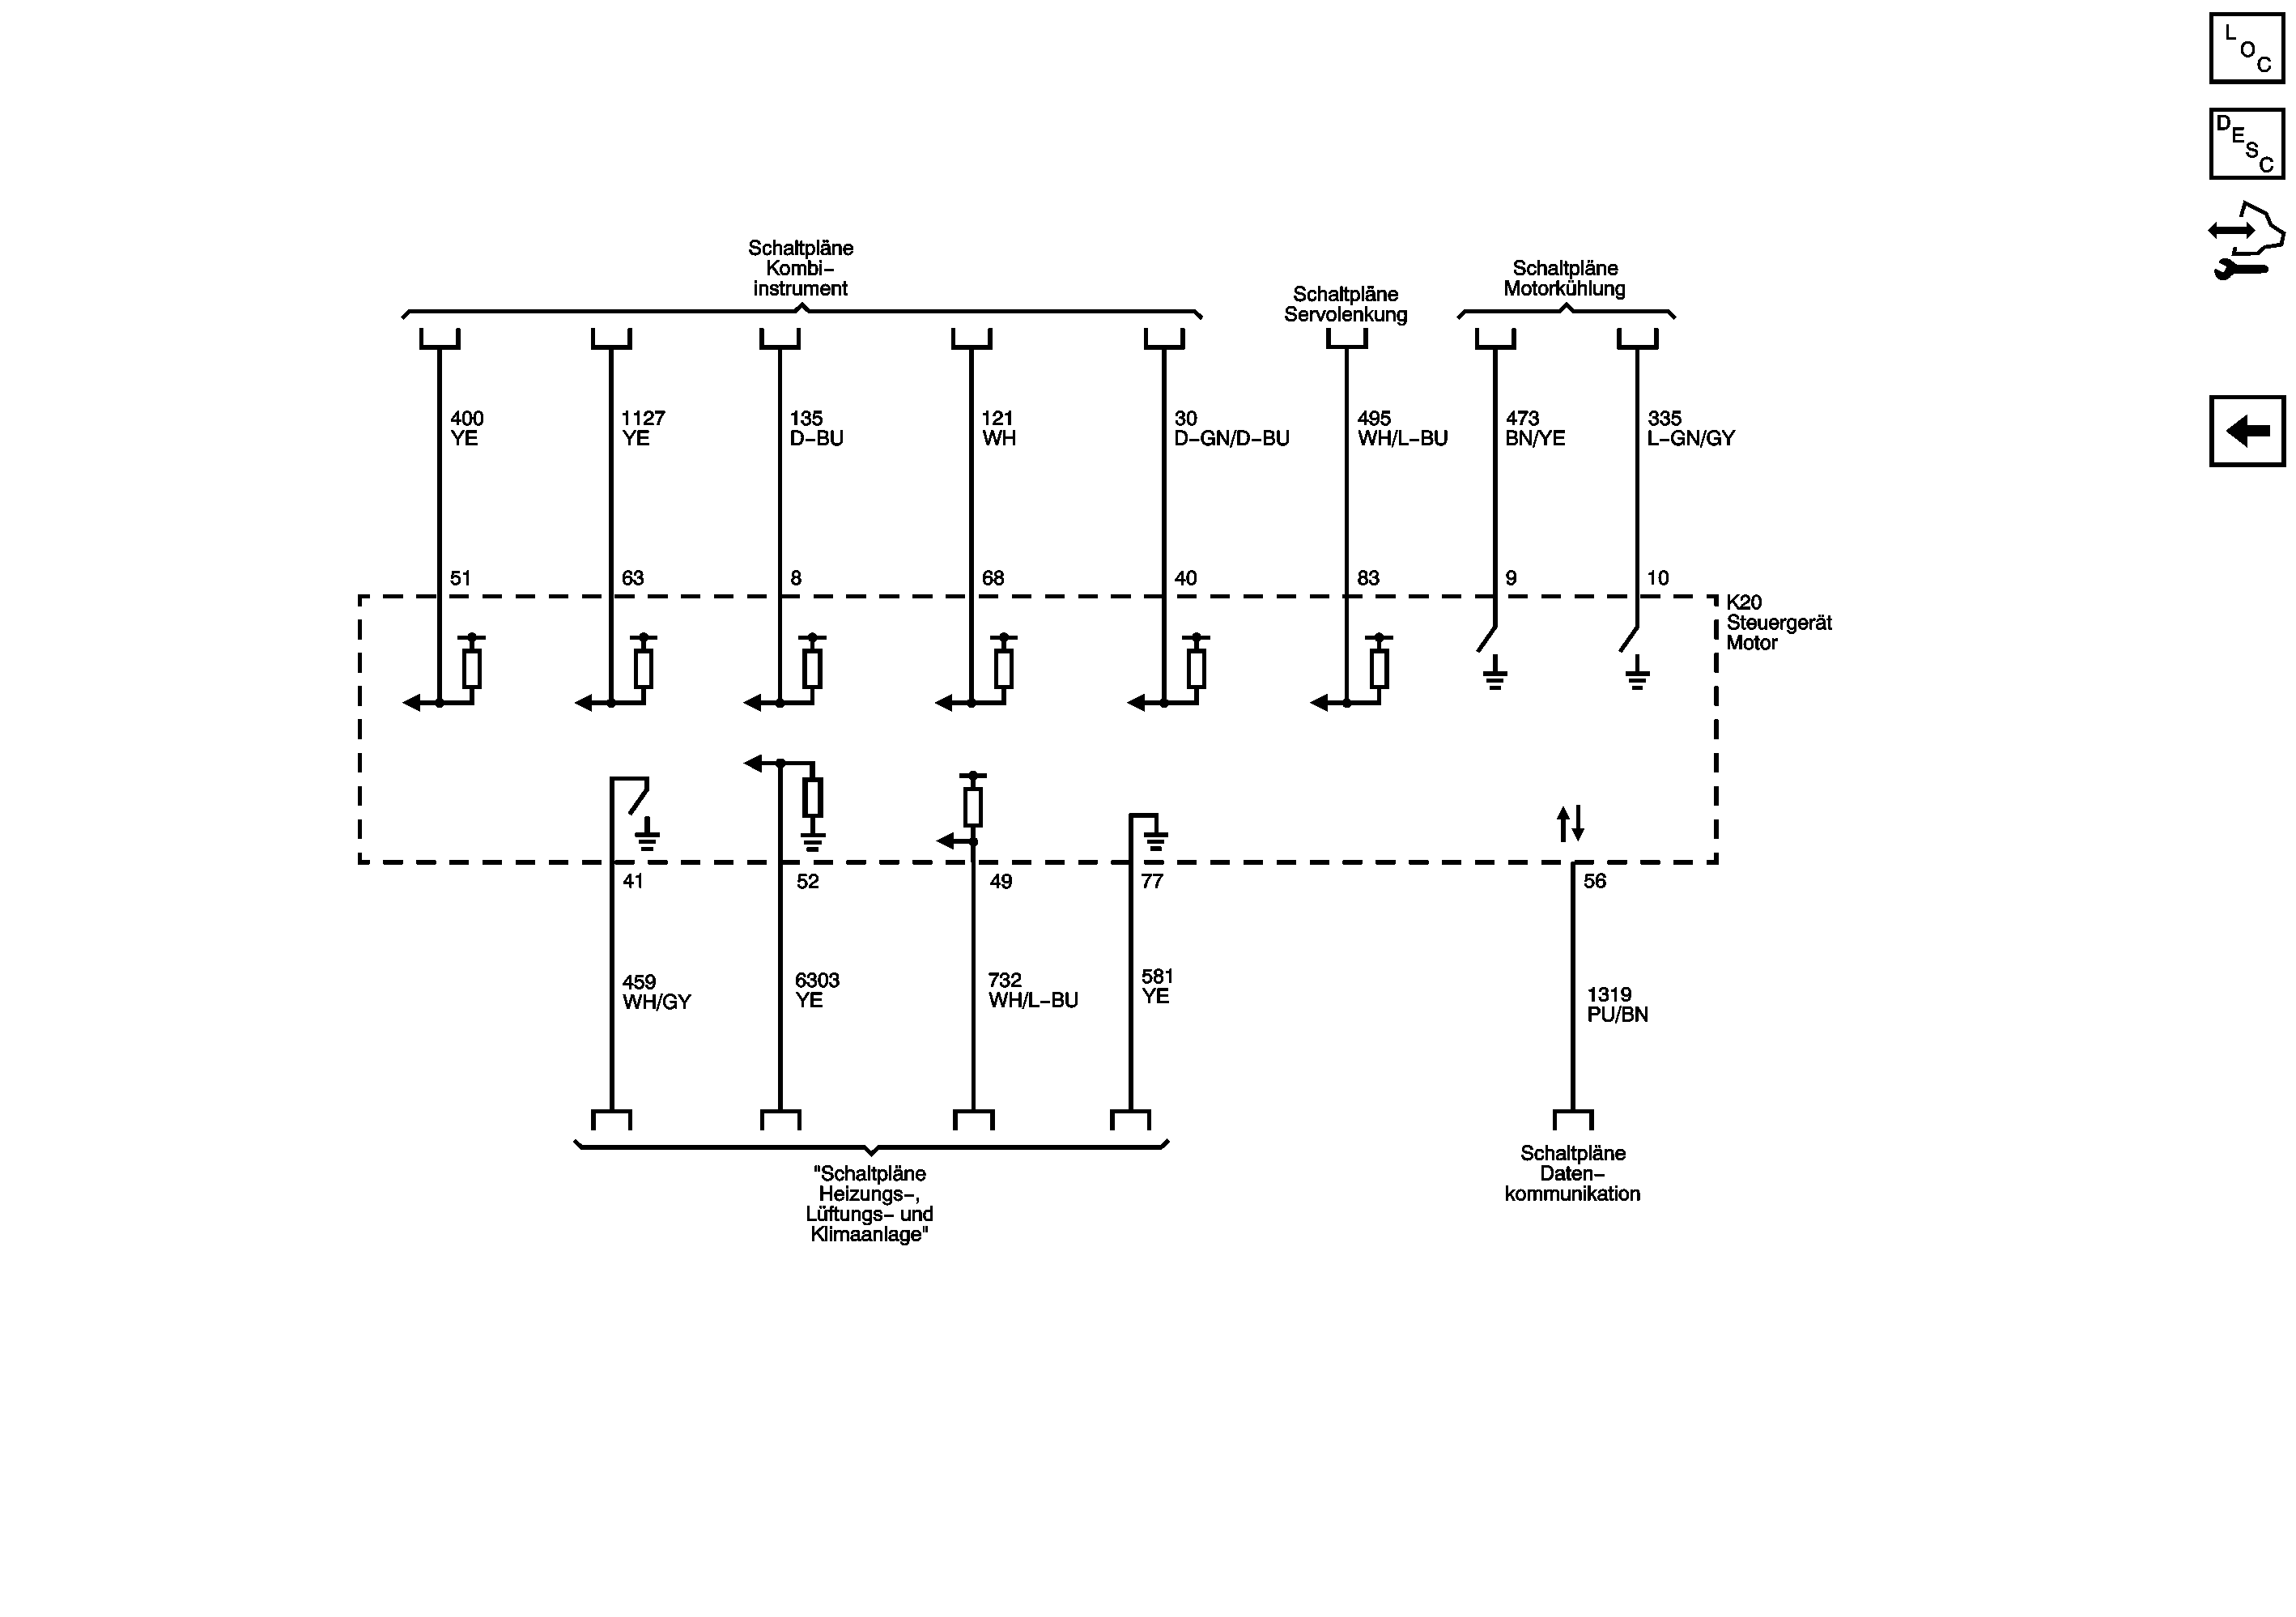 L
O
C
D
E
S
C
Schaltpläne
Kombi–
instrument
Schaltpläne
Servolenkung
Schaltpläne
Motorkühlung
400
YE
1127
YE
135
D–BU
121
WH
30
D–GN/D–BU
495
WH/L–BU
473
BN/YE
335
L–GN/GY
51
63
8
68
40
83
9
10
K20
Steuergerät
Motor
41
52
49
77
56
459
WH/GY
6303
YE
732
WH/L–BU
581
YE
1319
PU/BN
"Schaltpläne
Heizungs–,
Lüftungs– und
Klimaanlage"
Schaltpläne
Daten–
kommunikation